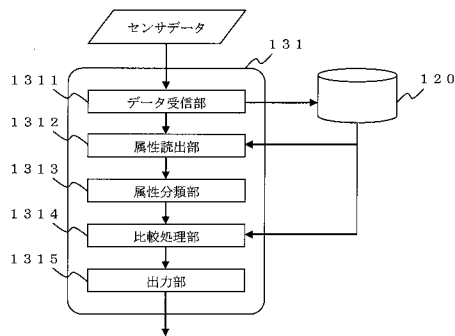 センサデータ
131
1311
データ受信部
120
1312
属性読出部
1313
属性分類部
1314
比較処理部
1315
出力部